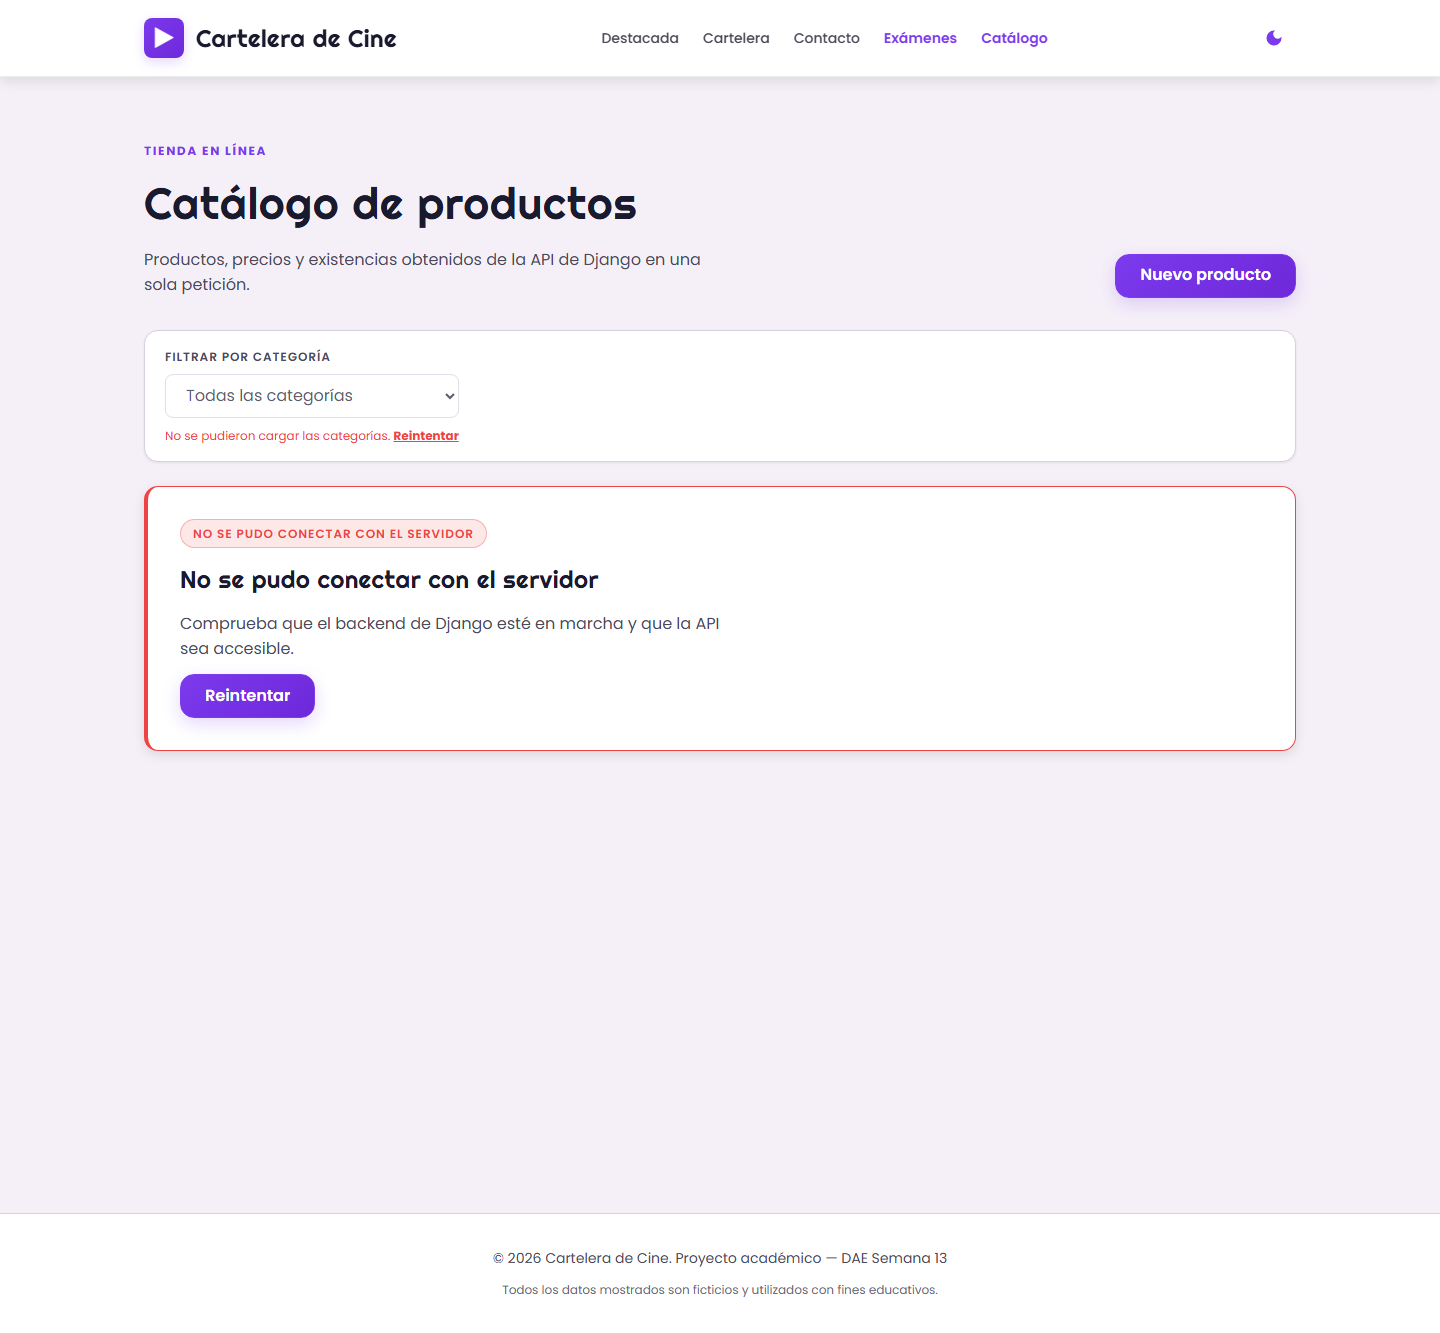 Cartelera de Cine
Destacada
Cartelera
Contacto
Exámenes
Catálogo
TIENDA EN LÍNEA
Catálogo de productos
Productos, precios y existencias obtenidos de la API de Django en una
sola petición.
Nuevo producto
FILTRAR POR CATEGORÍA
Todas las categorías
No se pudieron cargar las categorías. Reintentar
NO SE PUDO CONECTAR CON EL SERVIDOR
No se pudo conectar con el servidor
Comprueba que el backend de Django esté en marcha y que la API
sea accesible.
Reintentar
© 2026 Cartelera de Cine. Proyecto académico — DAE Semana 13
Todos los datos mostrados son ficticios y utilizados con fines educativos.